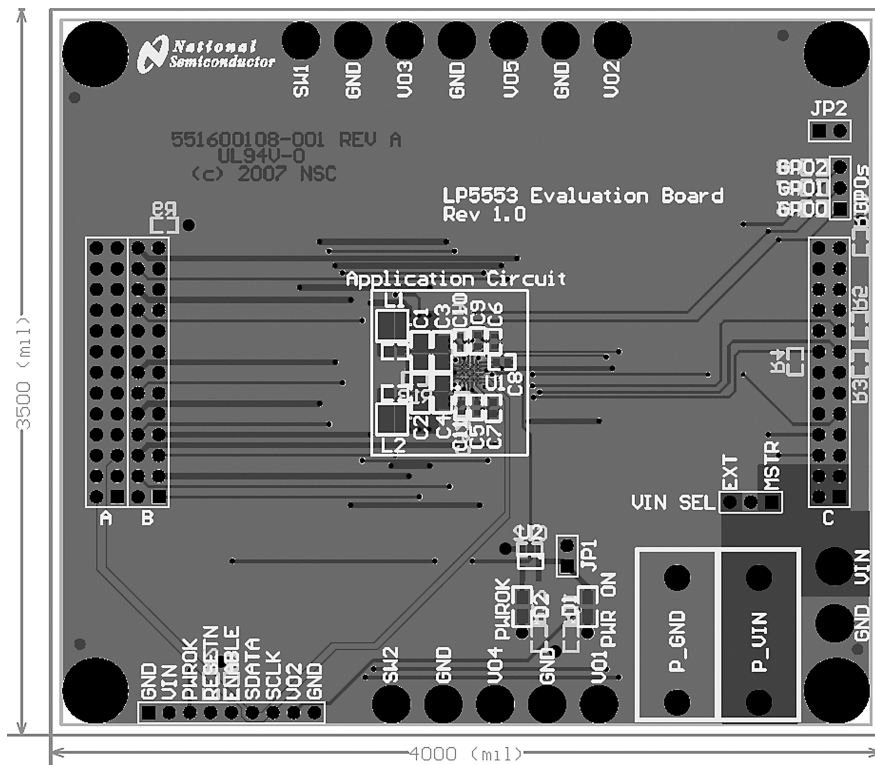 National
Semiconductor
SW1
GND
VO3
GND
VO5
GND
VO2
JP2
551600108-001 REV A
UL94V-0
(c) 2007 NSC
LP5553 Evaluation Board
Rev 1.0
GPO2
GPO1
GPO0
GPOs
R9
Application Circuit
L1
C1
C3
C10
C9
C6
U1
C8
L2
C2
C4
C5
C7
R5
R4
R3
A
B
C
EXT
MSTR
VIN SEL
U2
JP1
PWROK
D2
D1
PWR ON
VIN
GND
P_GND
P_VIN
GND
VIN
PWROK
RESETN
ENABLE
SDATA
SCLK
VO2
GND
SW2
GND
VO4
GND
VO1
3500 (mil)
4000 (mil)